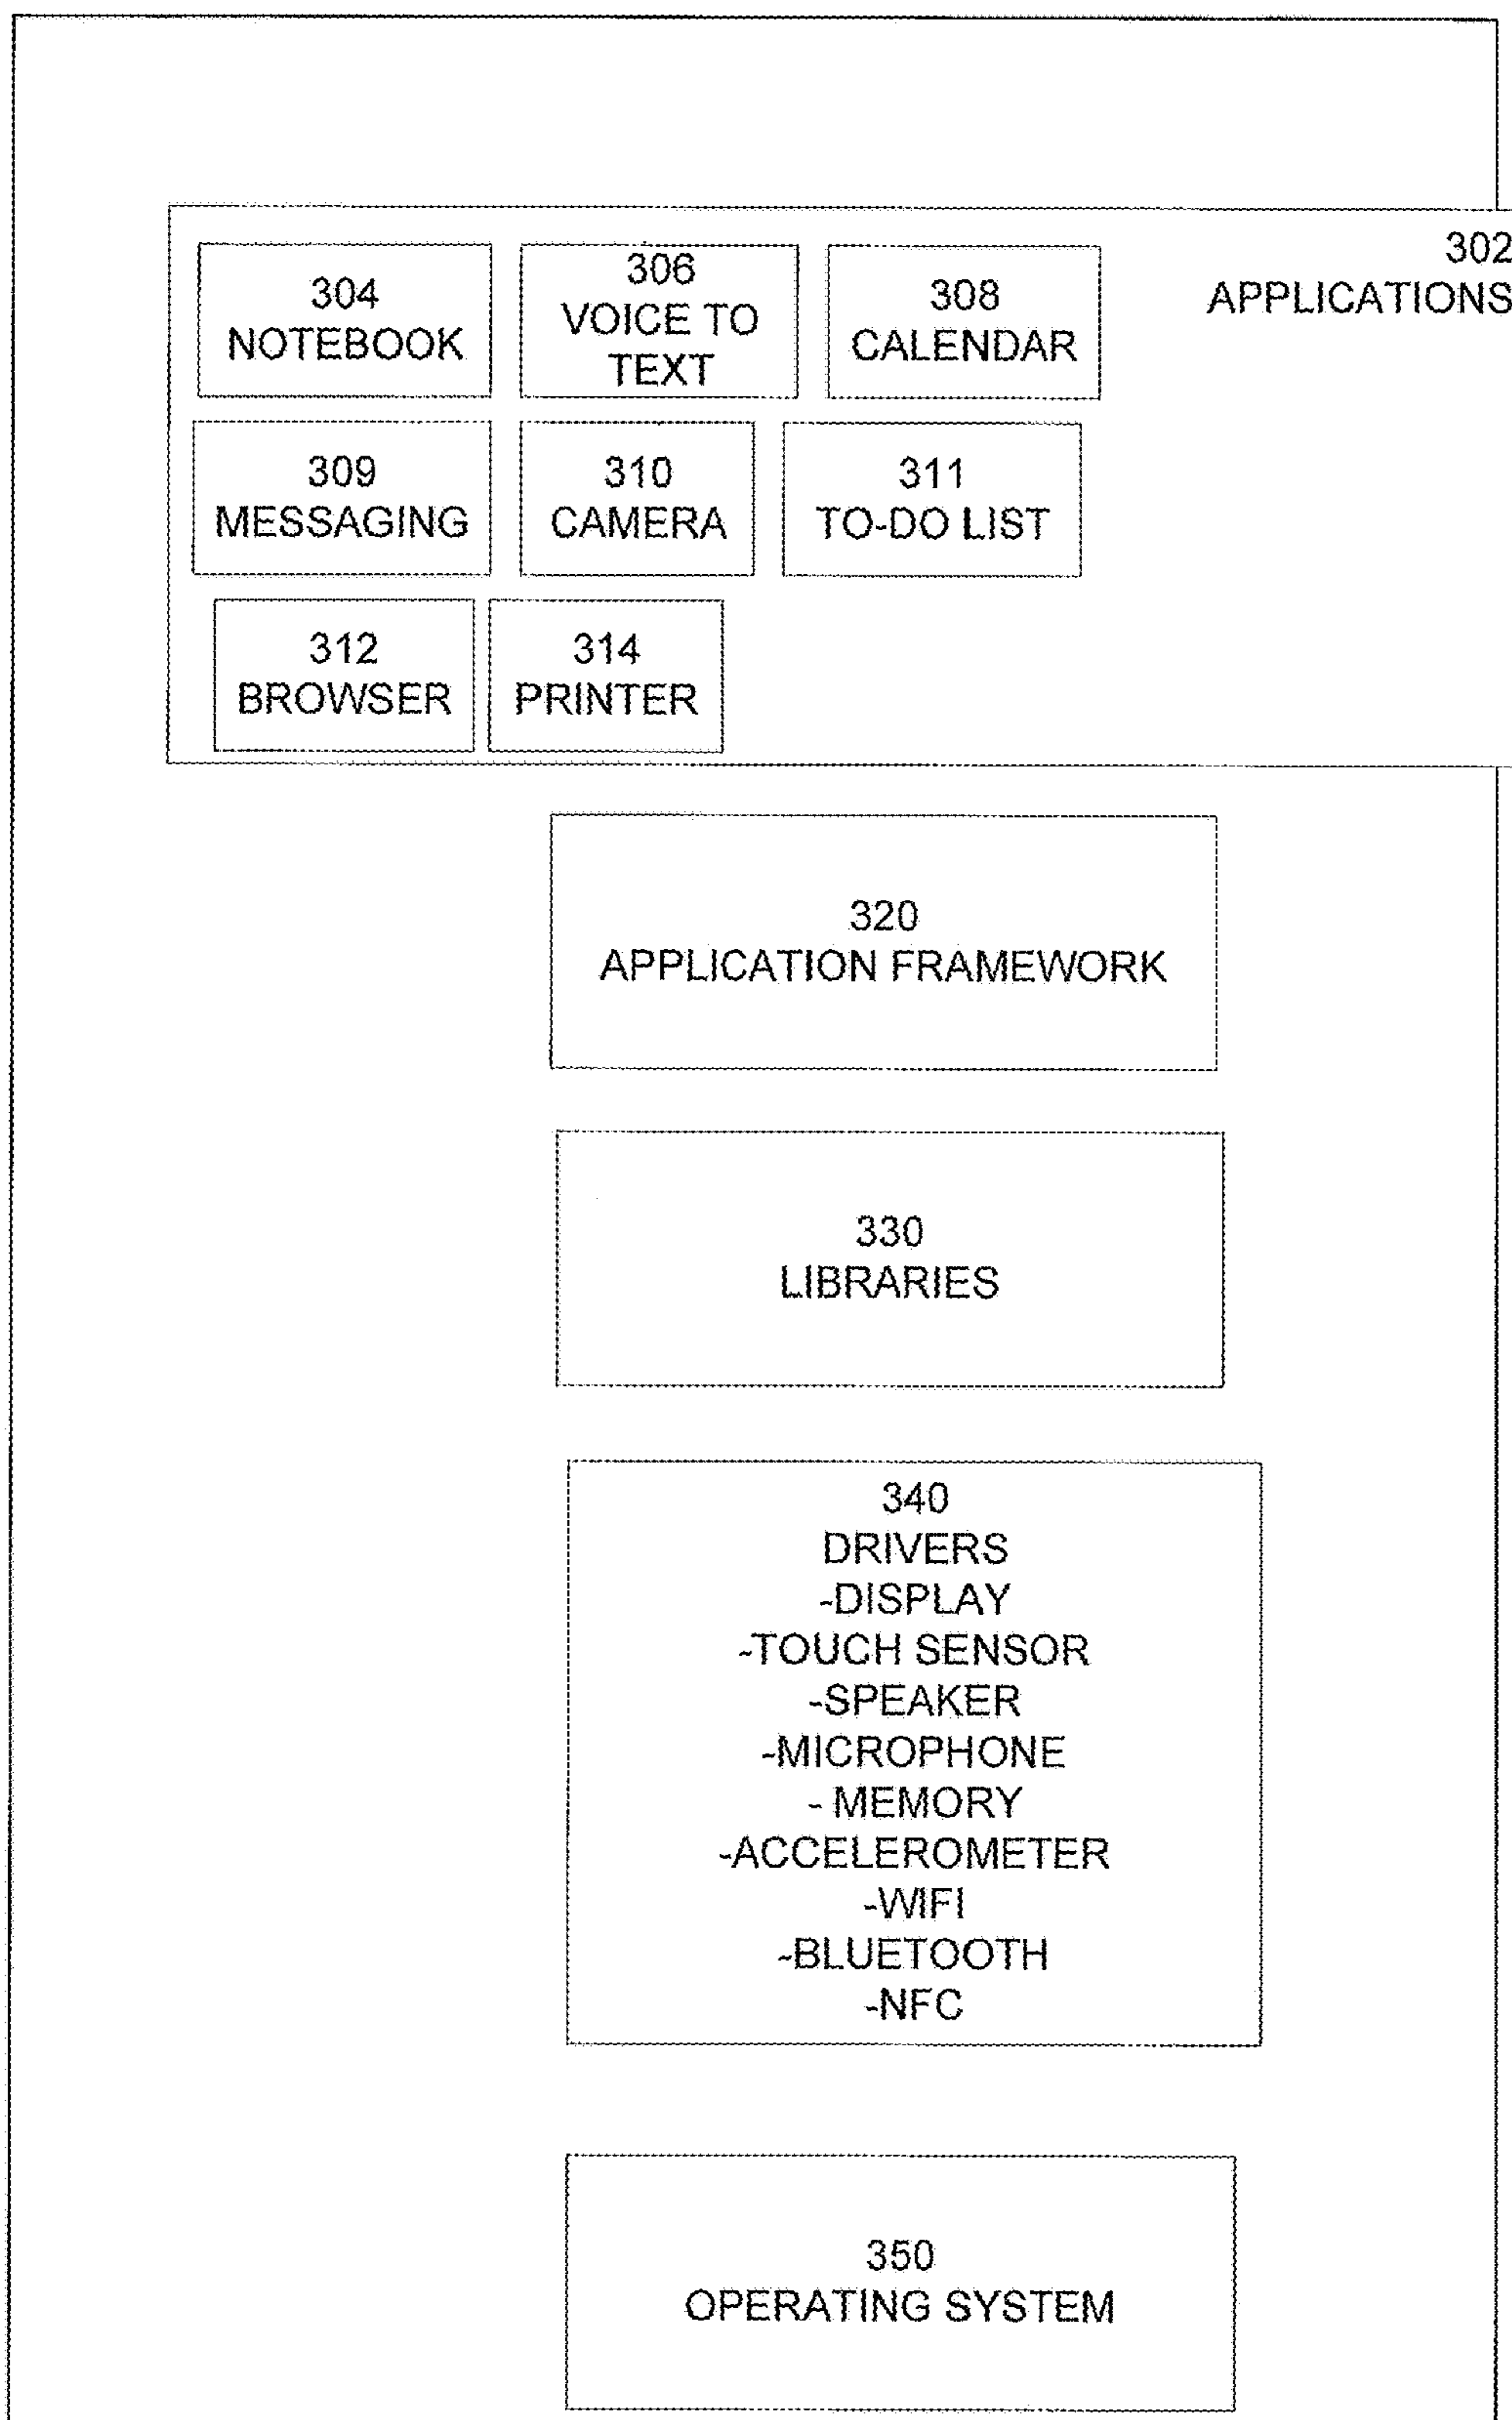 302
APPLICATIONS
304
NOTEBOOK
306
VOICE TO
TEXT
308
CALENDAR
309
MESSAGING
310
CAMERA
311
TO-DO LIST
312
BROWSER
314
PRINTER
320
APPLICATION FRAMEWORK
330
LIBRARIES
340
DRIVERS
-DISPLAY
-TOUCH SENSOR
-SPEAKER
-MICROPHONE
- MEMORY
-ACCELEROMETER
-WIFI
-BLUETOOTH
-NFC
350
OPERATING SYSTEM